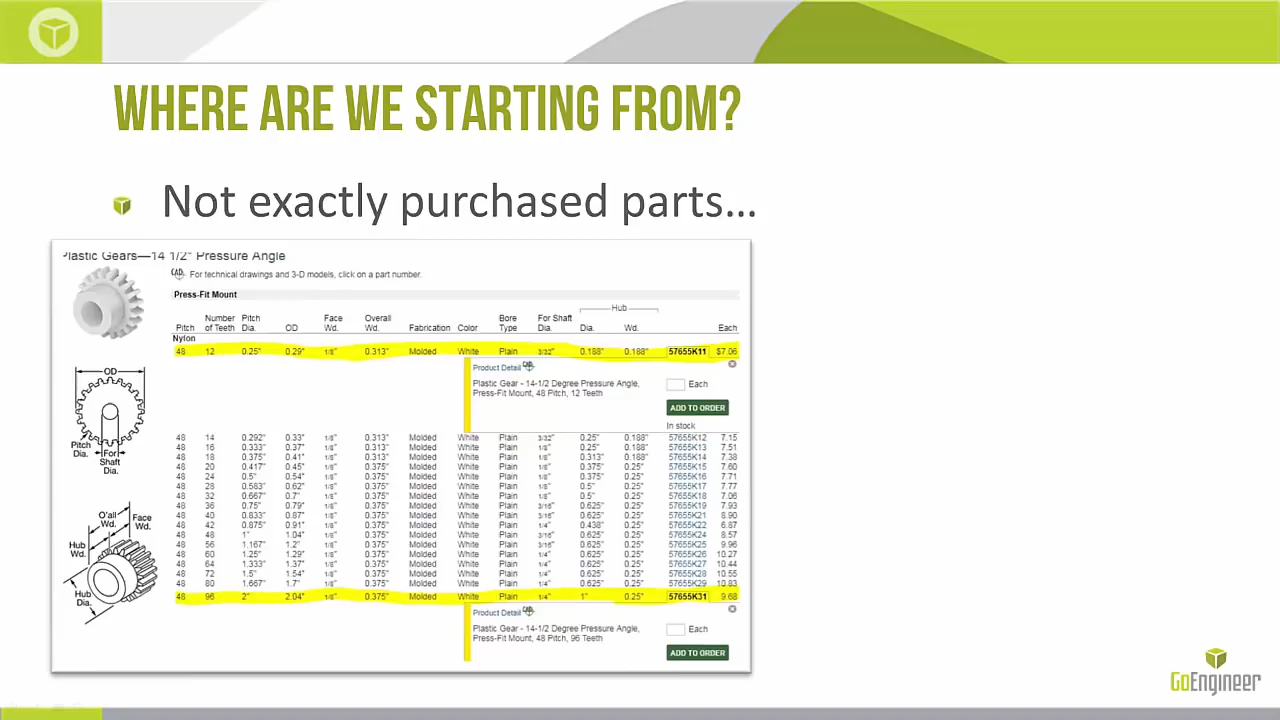 WHERE ARE WE STARTING FROM?
Not exactly purchased parts...
Plastic Gears—14 1/2° Pressure Angle
CAD For technical drawings and 3-D models, click on a part number.
Press-Fit Mount
Hub
Pitch Number of Teeth Pitch Dia. OD Face Wd. Overall Wd. Fabrication Color Bore Type For Shaft Dia. Dia. Wd. Each
Nylon
48 12 0.25" 0.29" 1/8" 0.313" Molded White Plain 3/32" 0.188" 0.188" 57655K11 $7.06
Product Detail CAD
Plastic Gear - 14-1/2 Degree Pressure Angle,
Press-Fit Mount, 48 Pitch, 12 Teeth
Each
ADD TO ORDER
In stock
48 14 0.292" 0.33" 1/8" 0.313" Molded White Plain 3/32" 0.25" 0.188" 57655K12 7.15
48 16 0.333" 0.37" 1/8" 0.313" Molded White Plain 1/8" 0.25" 0.188" 57655K13 7.51
48 18 0.375" 0.41" 1/8" 0.313" Molded White Plain 1/8" 0.313" 0.188" 57655K14 7.38
48 20 0.417" 0.45" 1/8" 0.375" Molded White Plain 1/8" 0.375" 0.25" 57655K15 7.60
48 24 0.5" 0.54" 1/8" 0.375" Molded White Plain 1/8" 0.375" 0.25" 57655K16 7.71
48 28 0.583" 0.62" 1/8" 0.375" Molded White Plain 1/8" 0.5" 0.25" 57655K17 7.77
48 32 0.667" 0.7" 1/8" 0.375" Molded White Plain 1/8" 0.5" 0.25" 57655K18 7.06
48 36 0.75" 0.79" 1/8" 0.375" Molded White Plain 3/16" 0.625" 0.25" 57655K19 7.93
48 40 0.833" 0.87" 1/8" 0.375" Molded White Plain 3/16" 0.625" 0.25" 57655K21 8.90
48 42 0.875" 0.91" 1/8" 0.375" Molded White Plain 1/4" 0.438" 0.25" 57655K22 6.87
48 48 1" 1.04" 1/8" 0.375" Molded White Plain 3/16" 0.625" 0.25" 57655K24 8.57
48 56 1.167" 1.2" 1/8" 0.375" Molded White Plain 3/16" 0.625" 0.25" 57655K25 9.96
48 60 1.25" 1.29" 1/8" 0.375" Molded White Plain 1/4" 0.625" 0.25" 57655K26 10.27
48 64 1.333" 1.37" 1/8" 0.375" Molded White Plain 1/4" 0.625" 0.25" 57655K27 10.44
48 72 1.5" 1.54" 1/8" 0.375" Molded White Plain 1/4" 0.625" 0.25" 57655K28 10.55
48 80 1.667" 1.7" 1/8" 0.375" Molded White Plain 1/4" 0.625" 0.25" 57655K29 10.83
48 96 2" 2.04" 1/8" 0.375" Molded White Plain 1/4" 1" 0.25" 57655K31 9.68
Product Detail CAD
Plastic Gear - 14-1/2 Degree Pressure Angle,
Press-Fit Mount, 48 Pitch, 96 Teeth
Each
ADD TO ORDER
OD
Pitch
Dia.
For
Shaft
Dia.
O'all
Wd.
Face
Wd.
Hub
Wd.
Hub
Dia.
GoEngineer